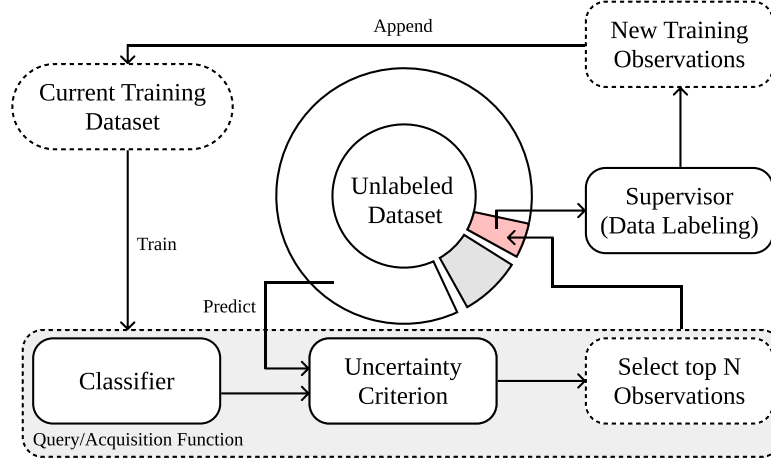 Append
New Training
Observations
Current Training
Dataset
Unlabeled
Dataset
Supervisor
(Data Labeling)
Train
Predict
Classifier
Uncertainty
Criterion
Select top N
Observations
Query/Acquisition Function